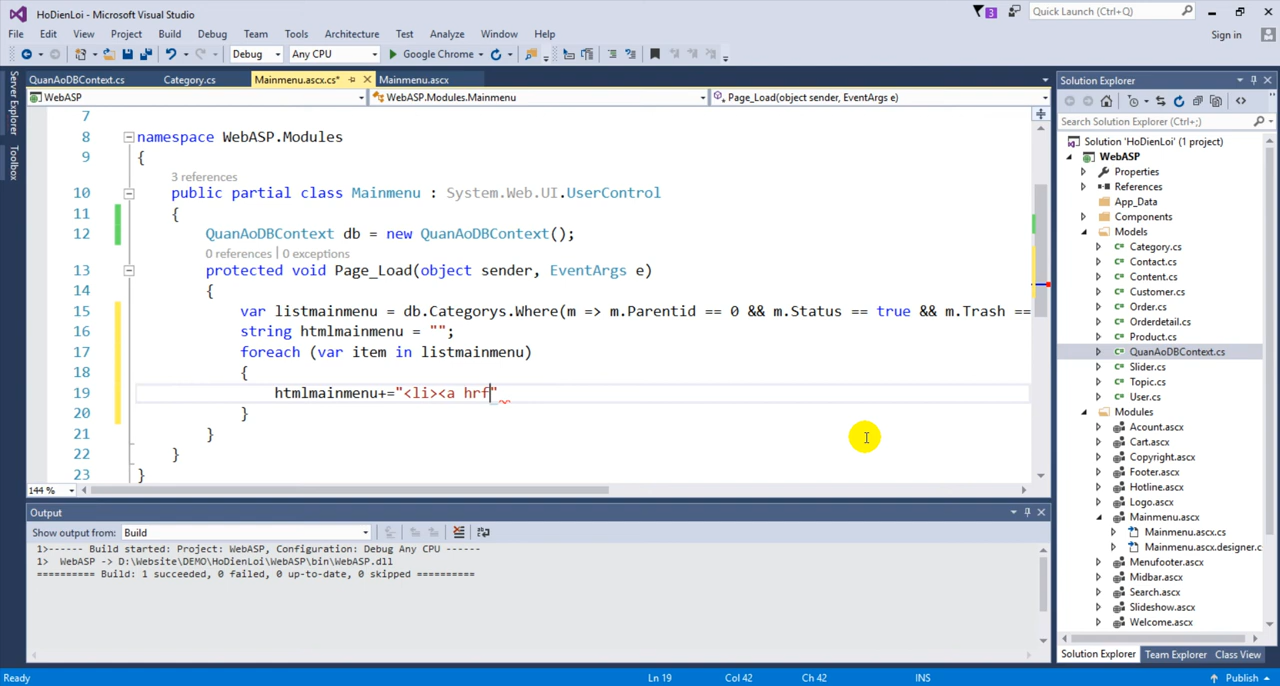 HoDienLoi - Microsoft Visual Studio
3
Quick Launch (Ctrl+;)
File Edit View Project Build Debug Team Tools Architecture Test Analyze Window Help
Sign in
Debug Any CPU Google Chrome
QuanAoDBContext.cs Category.cs Mainmenu.ascx.cs* Mainmenu.ascx
WebASP WebASP.Modules.Mainmenu Page_Load(object sender, EventArgs e)
Server Explorer
Toolbox
7
8 namespace WebASP.Modules
9 {
3 references
10 public partial class Mainmenu : System.Web.UI.UserControl
11 {
12 QuanAoDBContext db = new QuanAoDBContext();
0 references | 0 exceptions
13 protected void Page_Load(object sender, EventArgs e)
14 {
15 var listmainmenu = db.Categorys.Where(m => m.Parentid == 0 && m.Status == true && m.Trash ==
16 string htmlmainmenu = "";
17 foreach (var item in listmainmenu)
18 {
19 htmlmainmenu+="<li><a hrf"
20 }
21 }
22 }
23 }
144 %
Output
Show output from: Build
1>------ Build started: Project: WebASP, Configuration: Debug Any CPU ------
1> WebASP -> D:\Website\DEMO\HoDienLoi\WebASP\bin\WebASP.dll
========== Build: 1 succeeded, 0 failed, 0 up-to-date, 0 skipped ==========
Solution Explorer
Search Solution Explorer (Ctrl+;)
Solution 'HoDienLoi' (1 project)
WebASP
Properties
References
App_Data
Components
Models
Category.cs
Contact.cs
Content.cs
Customer.cs
Order.cs
Orderdetail.cs
Product.cs
QuanAoDBContext.cs
Slider.cs
Topic.cs
User.cs
Modules
Acount.ascx
Cart.ascx
Copyright.ascx
Footer.ascx
Hotline.ascx
Logo.ascx
Mainmenu.ascx
Mainmenu.ascx.cs
Mainmenu.ascx.designer.c
Menufooter.ascx
Midbar.ascx
Search.ascx
Slideshow.ascx
Welcome.ascx
Solution Explorer Team Explorer Class View
Ready Ln 19 Col 42 Ch 42 INS Publish